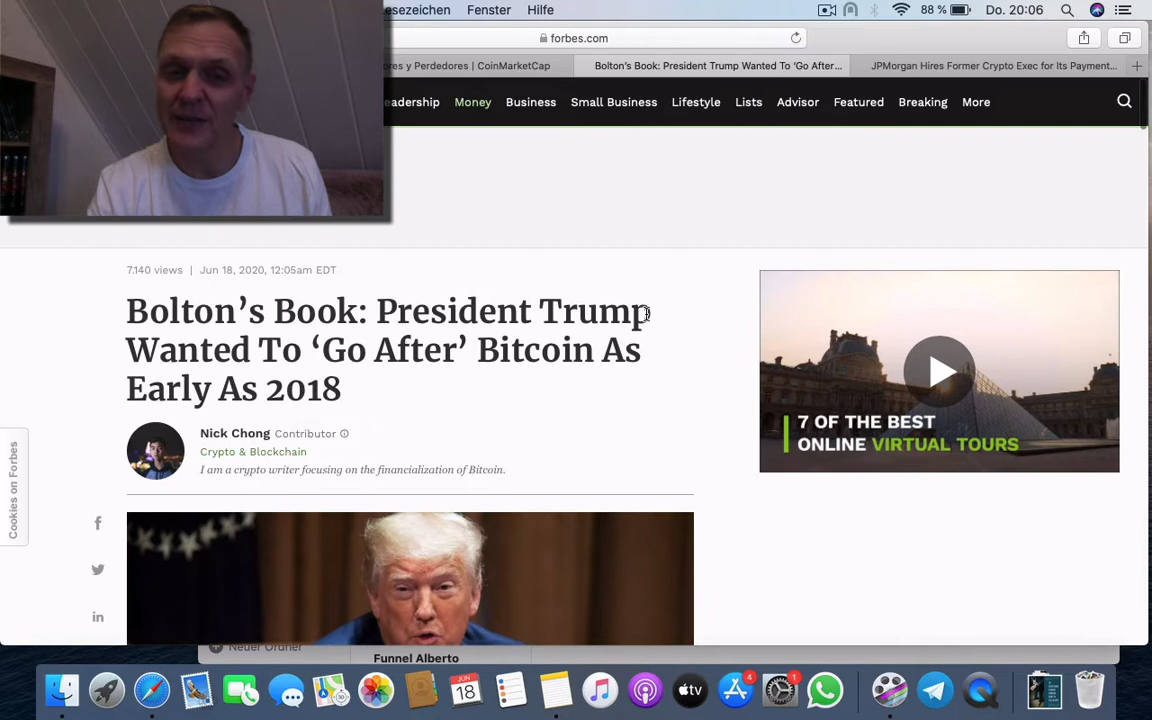 esezeichen Fenster Hilfe 88 % Do. 20:06
forbes.com
ores y Perdedores | CoinMarketCap Bolton's Book: President Trump Wanted To 'Go After... JPMorgan Hires Former Crypto Exec for Its Payment...
eadership Money Business Small Business Lifestyle Lists Advisor Featured Breaking More
7.140 views | Jun 18, 2020, 12:05am EDT
Bolton’s Book: President Trump
Wanted To ‘Go After’ Bitcoin As
Early As 2018
Nick Chong Contributor
Crypto & Blockchain
I am a crypto writer focusing on the financialization of Bitcoin.
7 OF THE BEST
ONLINE VIRTUAL TOURS
Cookies on Forbes
Neuer Ordner
Funnel Alberto
JUN
18
tv
4
1